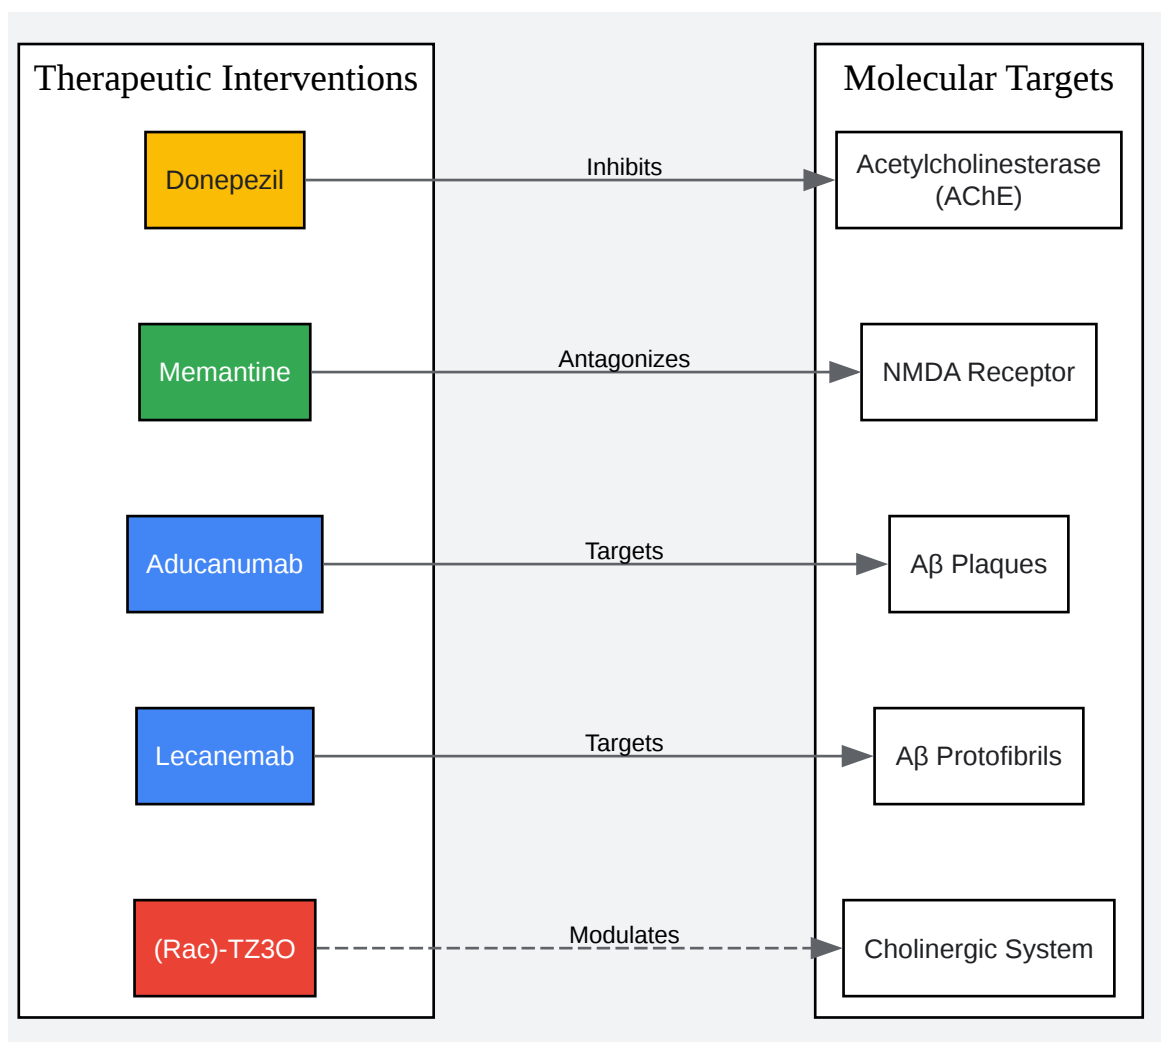 Therapeutic Interventions
Molecular Targets
Donepezil
Inhibits
Acetylcholinesterase
(AChE)
Memantine
Antagonizes
NMDA Receptor
Aducanumab
Targets
Aβ Plaques
Lecanemab
Targets
Aβ Protofibrils
(Rac)-TZ3O
Modulates
Cholinergic System